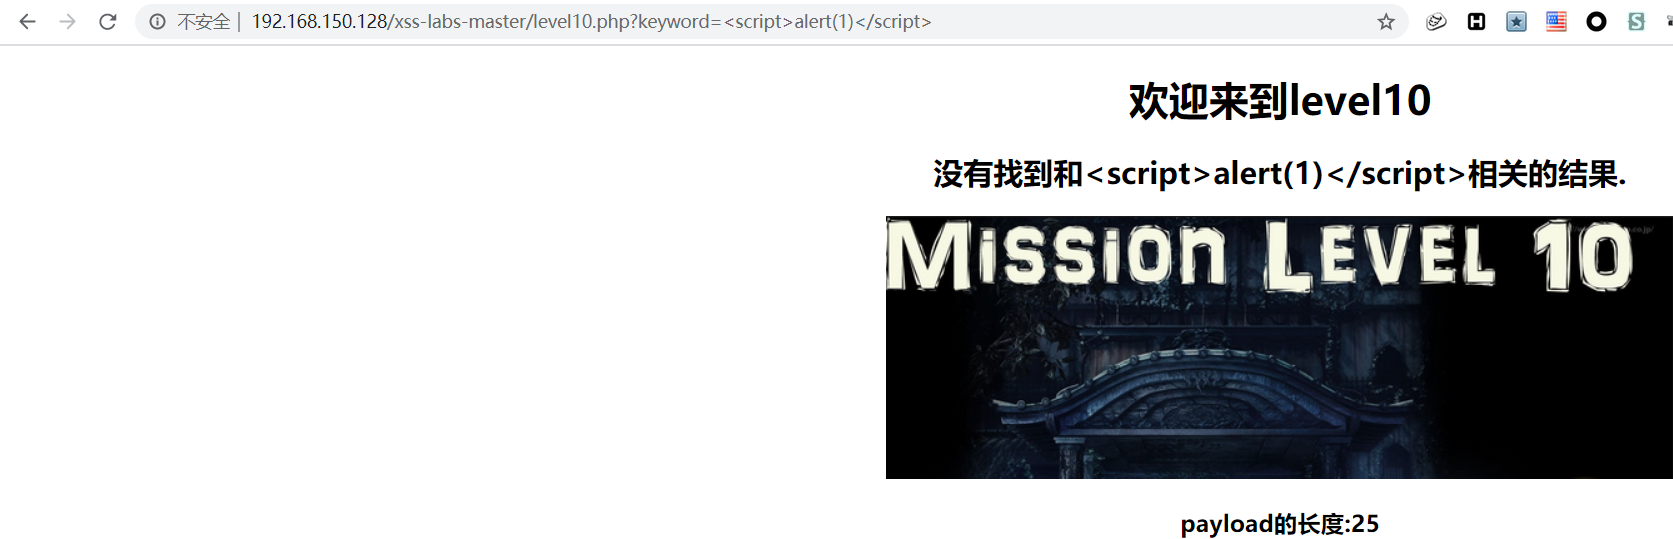 不安全 | 192.168.150.128/xss-labs-master/level10.php?keyword=<script>alert(1)</script>
欢迎来到level10
没有找到和<script>alert(1)</script>相关的结果.
Mission Level 10
payload的长度:25